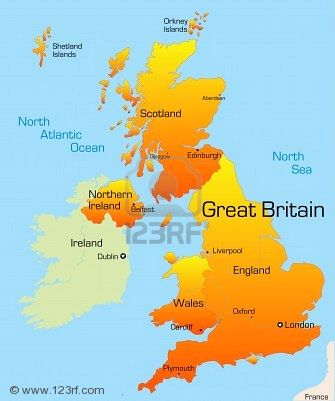 Orkney
Islands
Shetland
Islands
Aberdeen
Scotland
North
Atlantic
Ocean
Glasgow
Edinburgh
North
Sea
Northern
Ireland
Belfast
Great Britain
123RF
Ireland
Dublin
Liverpool
England
Wales
Oxford
Cardiff
London
Plymouth
© www.123rf.com
France